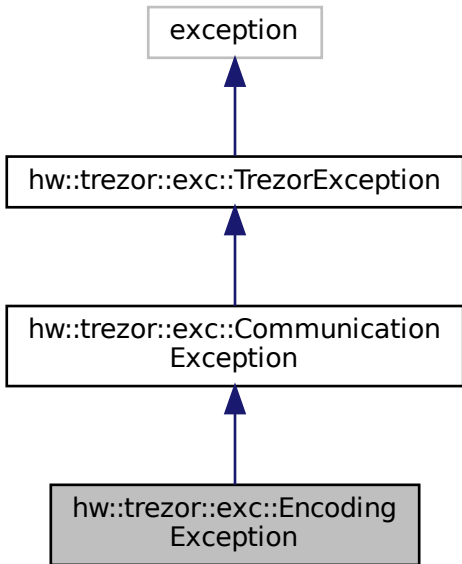 exception
hw::trezor::exc::TrezorException
hw::trezor::exc::Communication
Exception
hw::trezor::exc::Encoding
Exception